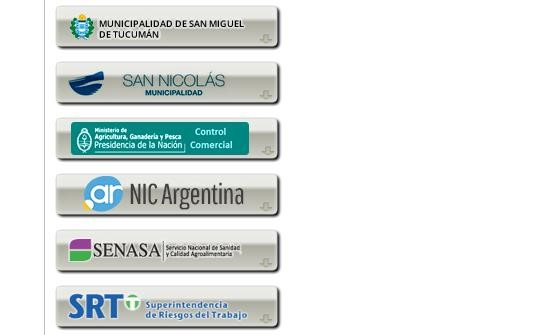 MUNICIPALIDAD DE SAN MIGUEL
DE TUCUMÁN
SAN NICOLÁS
MUNICIPALIDAD
Ministerio de
Agricultura, Ganadería y Pesca
Presidencia de la Nación
Control
Comercial
.ar NIC Argentina
SENASA
Servicio Nacional de Sanidad
y Calidad Agroalimentaria
SRT
Superintendencia
de Riesgos del Trabajo